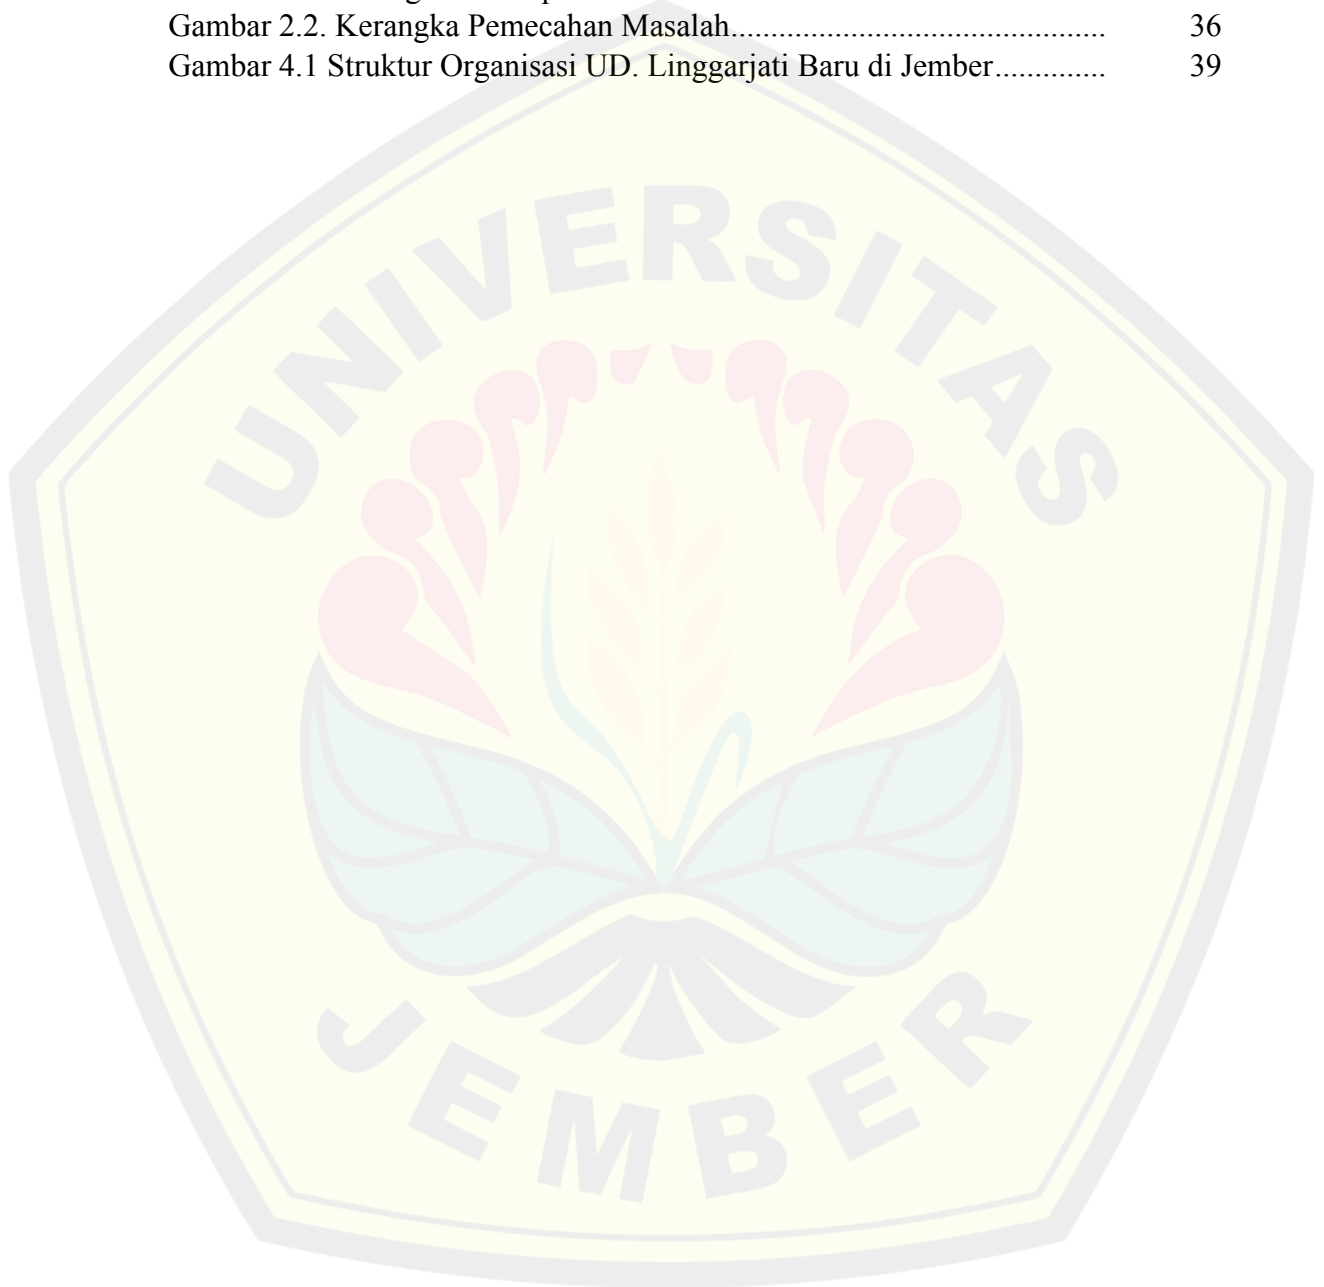 Gambar 2.2. Kerangka Pemecahan Masalah............................................. 36
Gambar 4.1 Struktur Organisasi UD. Linggarjati Baru di Jember.............. 39
UNIVERSITAS
JEMBER